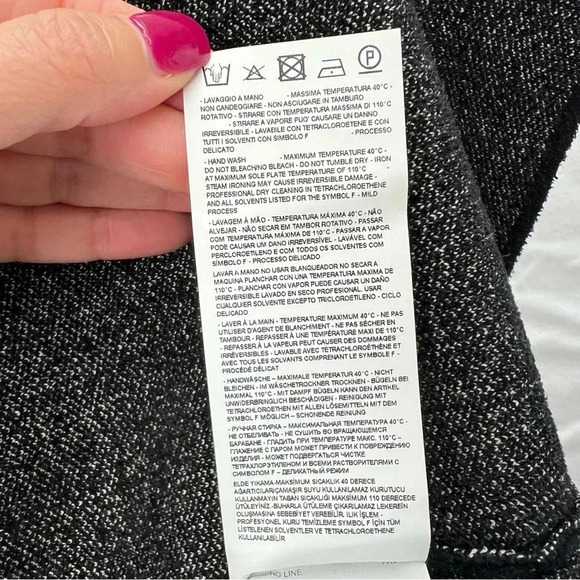 P
- LAVAGGIO A MANO - MASSIMA TEMPERATURA 40°C -
NON CANDEGGIARE - NON ASCIUGARE IN TAMBURO
ROTATIVO - STIRARE CON TEMPERATURA MASSIMA DI 110°C
- STIRARE A VAPORE PUO' CAUSARE UN DANNO
IRREVERSIBILE - LAVAEILE CON TETRACLOROETENE E CON
TUTTI I SOLVENTI CON SIMBOLO F - PROCESSO
DELICATO
- HAND WASH - MAXIMUM TEMPERATURE 40°C -
DO NOT BLEACHING BLEACH - DO NOT TUMBLE DRY - IRON
AT MAXIMUM SOLE PLATE TEMPERATURE OF 110°C -
STEAM IRONING MAY CAUSE IRREVERSIBLE DAMAGE -
PROFESSIONAL DRY CLEANING IN TETRACHLOROETHENE
AND ALL SOLVENTS LISTED FOR THE SYMBOL F - MILD
PROCESS
- LAVAGEM À MÃO - TEMPERATURA MÁXIMA 40°C - NÃO
ALVEJAR - NÃO SECAR EM TAMBOR ROTATIVO - PASSAR
COM TEMPERATURA MÁXIMA DE 110°C - PASSAR A VAPOR
PODE CAUSAR UM DANO IRREVERSÍVEL - LAVÁVEL COM
PERCLOROETILENO E COM TODOS OS SOLVENTES COM
SÍMBOLO F - PROCESSO DELICADO
LAVAR A MANO NO USAR BLANQUEADOR NO SECAR A
MAQUINA PLANCHAR CON UNA TEMPERATURA MAXIMA DE
110°C - PLANCHAR CON VAPOR PUEDE CAUSAR UN DAÑO
IRREVERSIBLE LAVADO EN SECO PROFESIONAL. USAR
CUALQUIER SOLVENTE EXCEPTO TRICLOETILENO - CICLO
DELICADO
- LAVER À LA MAIN - TEMPÉRATURE MAXIMUM 40°C - NE PAS
UTILISER D'AGENT DE BLANCHIMENT - NE PAS SÉCHER EN
TAMBOUR - REPASSER À UNE TEMPÉRATURE MAXI DE 110°C
- REPASSER À LA VAPEUR PEUT CAUSER DES DOMMAGES
IRRÉVERSIBLES - LAVABLE AVEC TETRACHLOROÉTHÉNE ET
AVEC TOUS LES SOLVANTS COMPRENANT LE SYMBOLE F -
PROCÉDÉ DÉLICAT
- HANDWÄSCHE – MAXIMALE TEMPERATUR 40°C - NICHT
BLEICHEN - IM WÄSCHETROCKNER TROCKNEN - BÜGELN BEI
MAXIMAL 110°C - MIT DAMPF BÜGELN KANN DEN ARTIKEL
UNWIDERBRINGLICH BESCHÄDIGEN - REINIGUNG MIT
TETRACHLOROETHEN MIT ALLEN LÖSEMITTELN MIT DEM
SYMBOL F MÖGLICH – SCHONENDE REINIGUNG
- РУЧНАЯ СТИРКА – МАКСИМАЛЬНАЯ ТЕМПЕРАТУРА 40°C -
НЕ ОТБЕЛИВАТЬ - НЕ СУШИТЬ ВО ВРАЩАЮЩЕМСЯ
БАРАБАНЕ - ГЛАДИТЬ ПРИ ТЕМПЕРАТУРЕ МАКС. 110°C –
ГЛАЖЕНИЕ С ПАРОМ МОЖЕТ ПРИВЕСТИ К ПОВРЕЖДЕНИЮ
ИЗДЕЛИЯ - МОЖЕТ ПОДВЕРГАТЬСЯ ЧИСТКЕ
ТЕТРАХЛОРЭТИЛЕНОМ И ВСЕМИ РАСТВОРИТЕЛЯМИ С
СИМВОЛОМ F – ДЕЛИКАТНЫЙ РЕЖИМ
ELDE YIKAMA-MAKSİMUM SICAKLIK 40 DERECE
AĞARTICI/ÇAMAŞIR SUYU KULLANILAMAZ KURUTUCU
KULLANMAYIN TABAN SICAKLIĞI MAKSIMUM 110 DERECEDE
ÜTÜLEYİNİZ.-BUHARLA ÜTÜLEME ÇIKARILAMAZ LEKELERİN
OLUŞMASINA SEBEBİYET VEREBİLİR. ILIK İŞLEM -
PROFESYONEL KURU TEMİZLEME SYMBOL F İÇİN TÜM
LİSTELENEN SOLVENTLER VE TETRACHLOROETHENE
KULLANILABİLİR
NG LINE